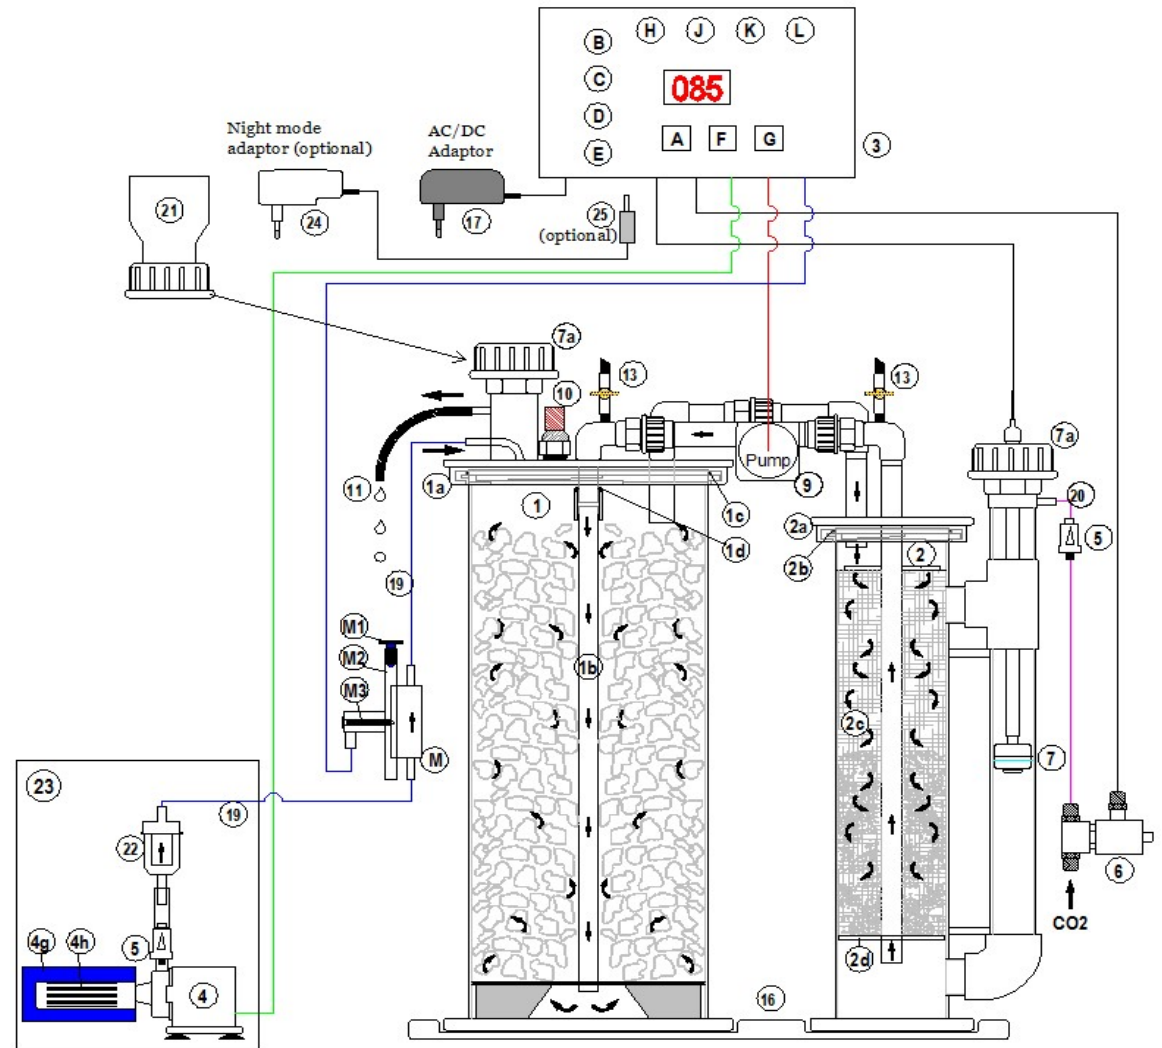 B
H
J
K
L
C
085
D
A
F
G
E
3
Night mode
adaptor (optional)
AC/DC
Adaptor
21
24
17
25
(optional)
7a
10
13
13
7a
Pump
9
11
1a
1
1c
1d
2a
2b
2
20
5
19
M1
M2
M3
M
1b
2c
7
6
CO2
23
19
22
5
4g
4h
4
2d
16